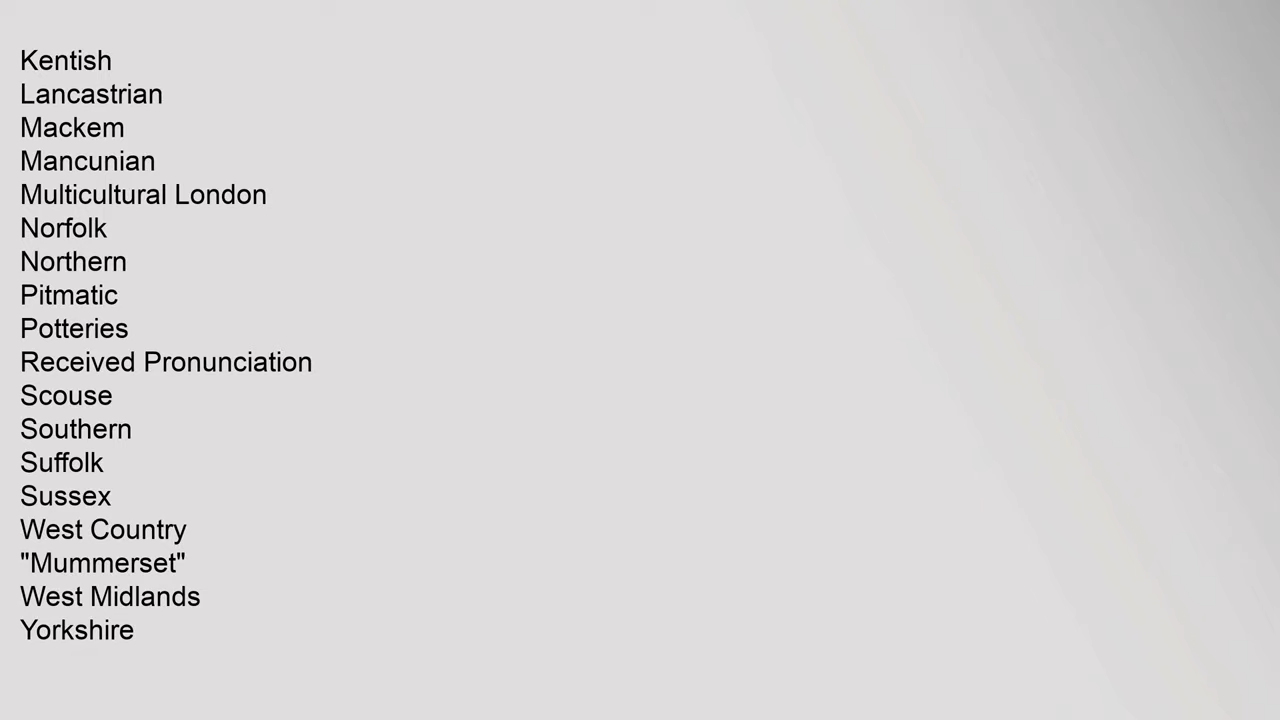 Kentish
Lancastrian
Mackem
Mancunian
Multicultural London
Norfolk
Northern
Pitmatic
Potteries
Received Pronunciation
Scouse
Southern
Suffolk
Sussex
West Country
"Mummerset"
West Midlands
Yorkshire